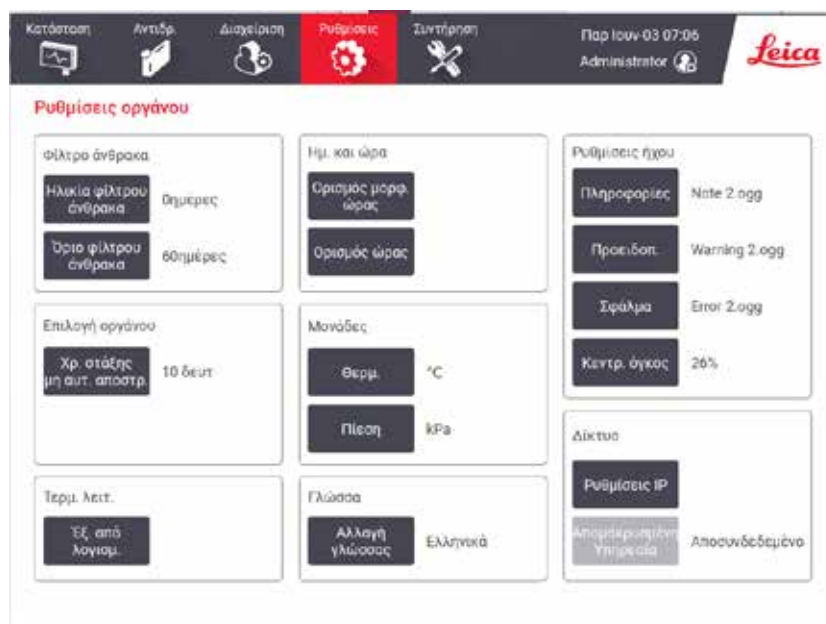 Κατάσταση
Αντιδρ.
Διαχείριση
Ρυθμίσεις
Συντήρηση
Παρ Ιουν-03 07:06
Administrator
Leica
Ρυθμίσεις οργάνου
Φίλτρο άνθρακα
Ηλικία φίλτρου
άνθρακα
0ημερες
Όριο φίλτρου
άνθρακα
60ημέρες
Ημ. και ώρα
Ορισμός μορφ.
ώρας
Ορισμός ώρας
Ρυθμίσεις ήχου
Πληροφορίες
Note 2.ogg
Προειδοπ.
Warning 2.ogg
Σφάλμα
Error 2.ogg
Κεντρ. όγκος
26%
Επιλογή οργάνου
Χρ. στάξης
μη αυτ. αποστρ.
10 δευτ
Μονάδες
Θερμ.
°C
Πίεση
kPa
Δίκτυο
Ρυθμίσεις IP
Απομακρυσμένη
Υπηρεσία
Αποσυνδεδεμένο
Τερμ. λειτ.
Έξ. από
λογισμ.
Γλώσσα
Αλλαγή
γλώσσας
Ελληνικά